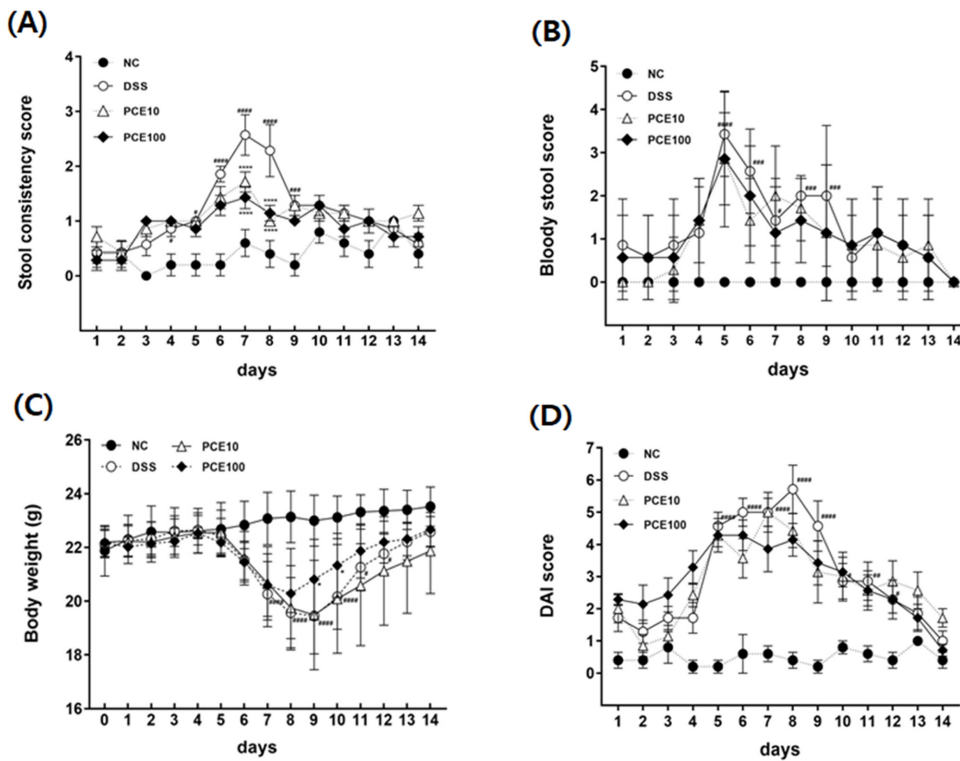 (A)
4
3
2
1
0
Stool consistency score
NC
DSS
PCE10
PCE100
####
####
####
###
#
#
****
****
****
****
1 2 3 4 5 6 7 8 9 10 11 12 13 14
days
(B)
5
4
3
2
1
0
Bloody stool score
NC
DSS
PCE10
PCE100
####
###
#
###
###
1 2 3 4 5 6 7 8 9 10 11 12 13 14
days
(C)
26
24
22
20
18
16
Body weight (g)
NC PCE10
DSS PCE100
####
####
####
####
#
#
*
*
0 1 2 3 4 5 6 7 8 9 10 11 12 13 14
days
(D)
7
6
5
4
3
2
1
0
DAI score
NC
DSS
PCE10
PCE100
####
####
####
####
####
#
##
#
1 2 3 4 5 6 7 8 9 10 11 12 13 14
days